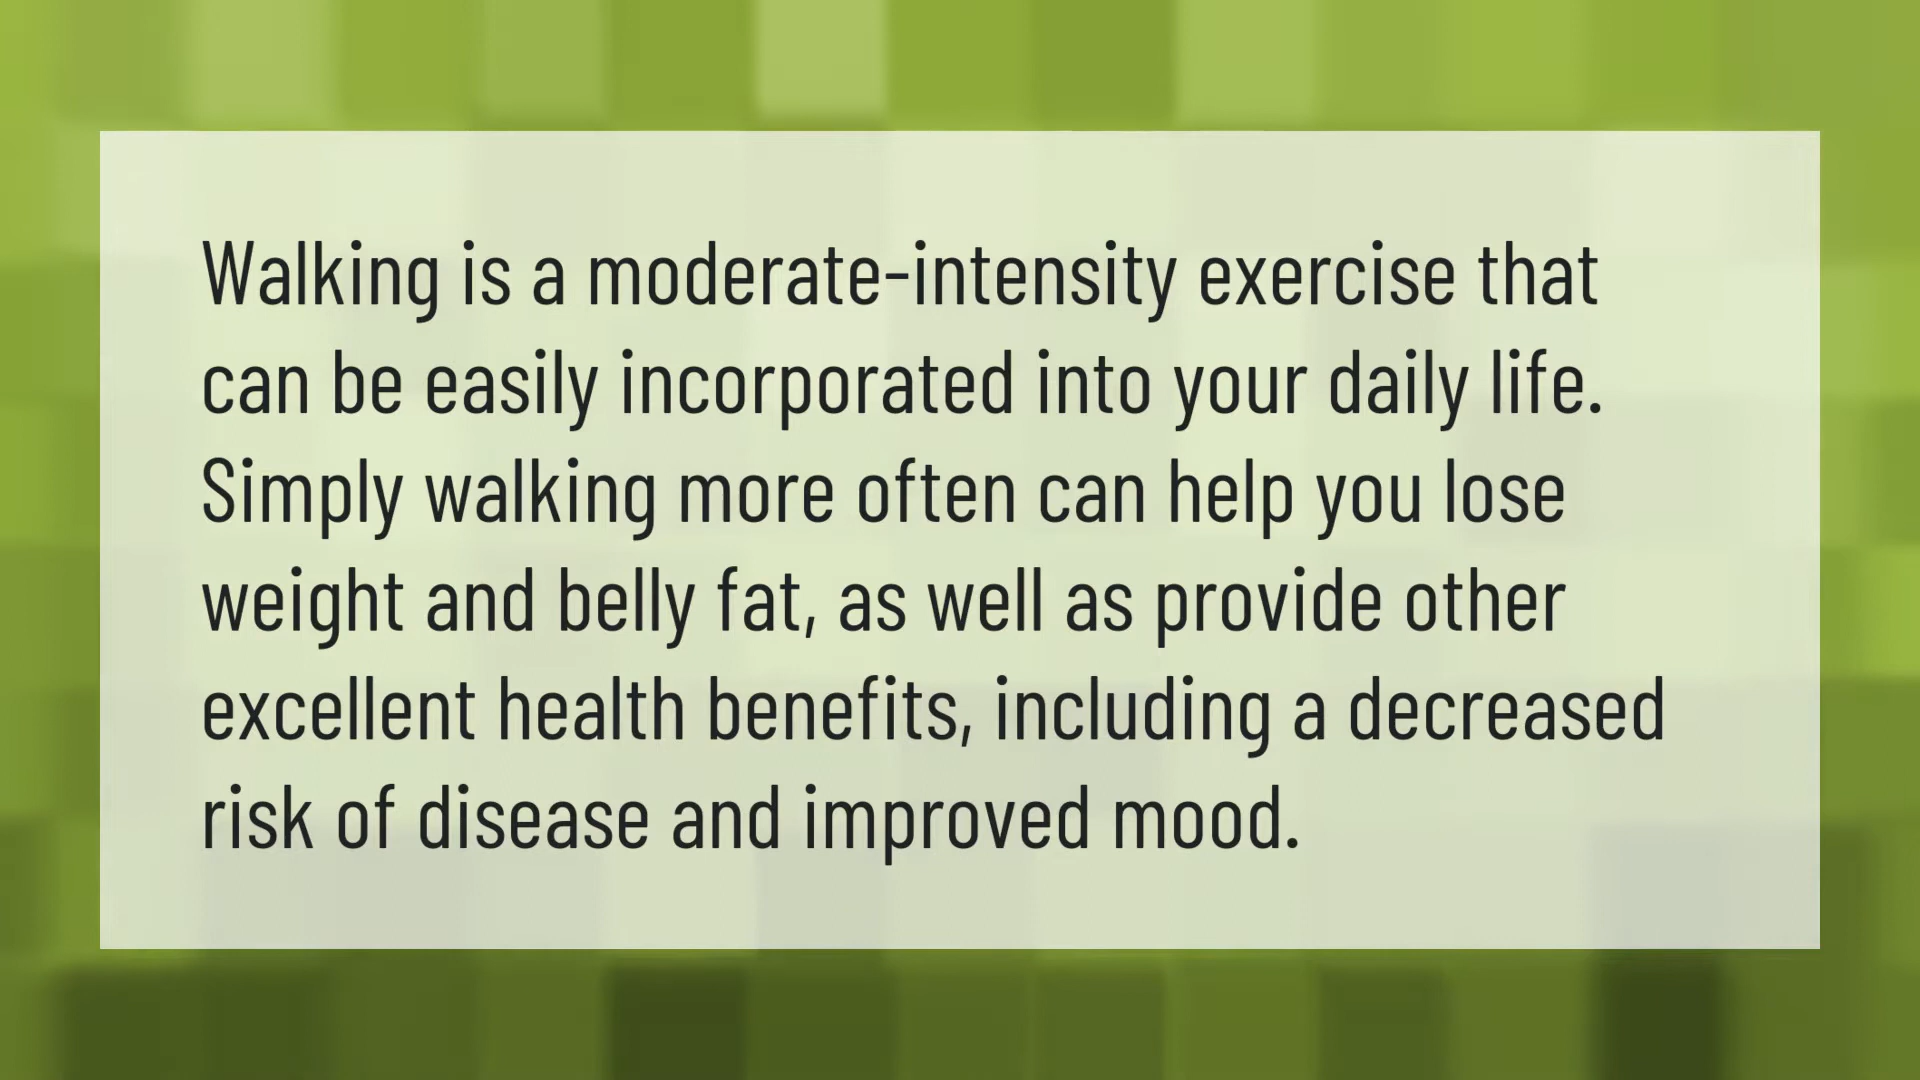 Walking is a moderate-intensity exercise that
can be easily incorporated into your daily life.
Simply walking more often can help you lose
weight and belly fat, as well as provide other
excellent health benefits, including a decreased
risk of disease and improved mood.